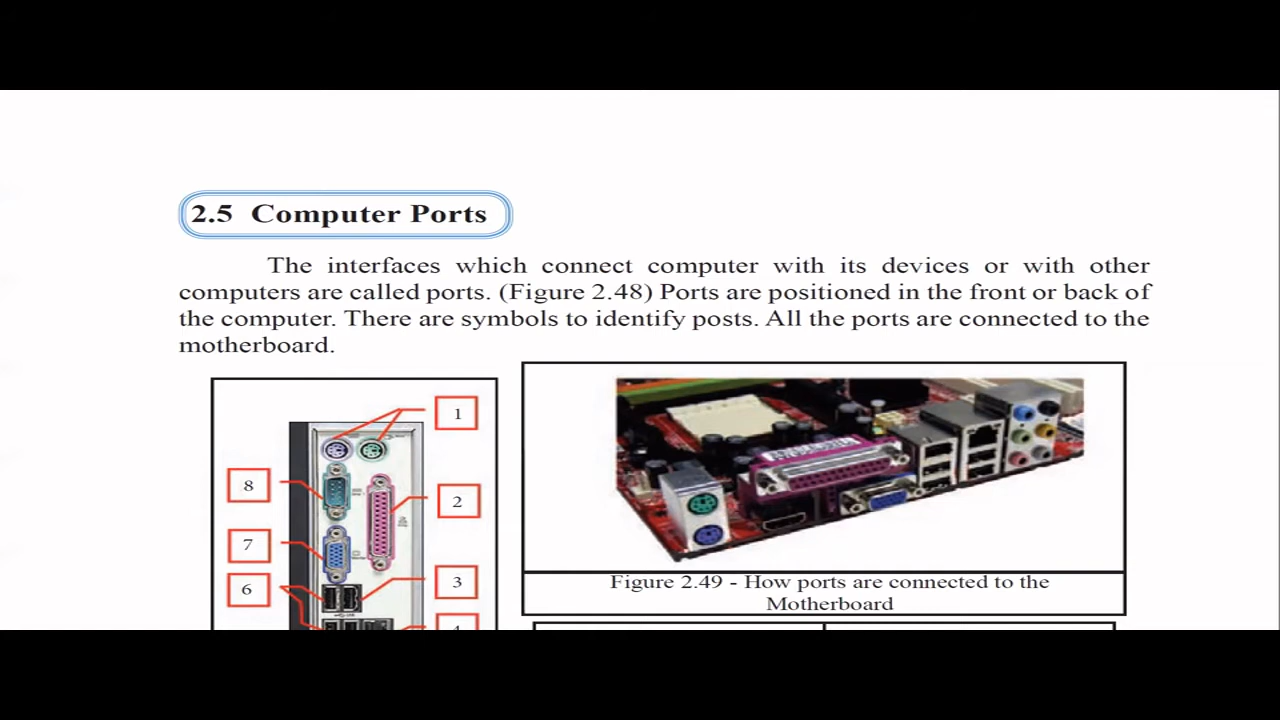 2.5 Computer Ports
The interfaces which connect computer with its devices or with other
computers are called ports. (Figure 2.48) Ports are positioned in the front or back of
the computer. There are symbols to identify posts. All the ports are connected to the
motherboard.
1
8
2
7
3
6
Figure 2.49 - How ports are connected to the
Motherboard